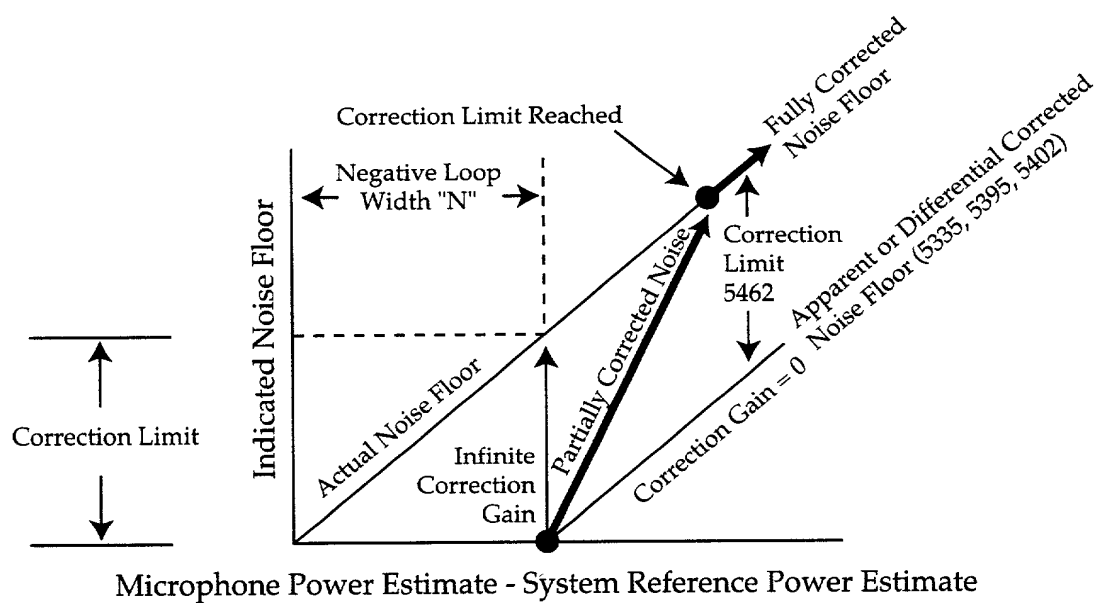 Correction Limit Reached
Fully Corrected
Noise Floor
Negative Loop
Width "N"
Indicated Noise Floor
Correction Limit
Actual Noise Floor
Infinite
Correction
Gain
Partially Corrected Noise
Correction
Limit
5462
Apparent or Differential Corrected
Correction Gain = 0 Noise Floor (5335, 5395, 5402)
Microphone Power Estimate - System Reference Power Estimate